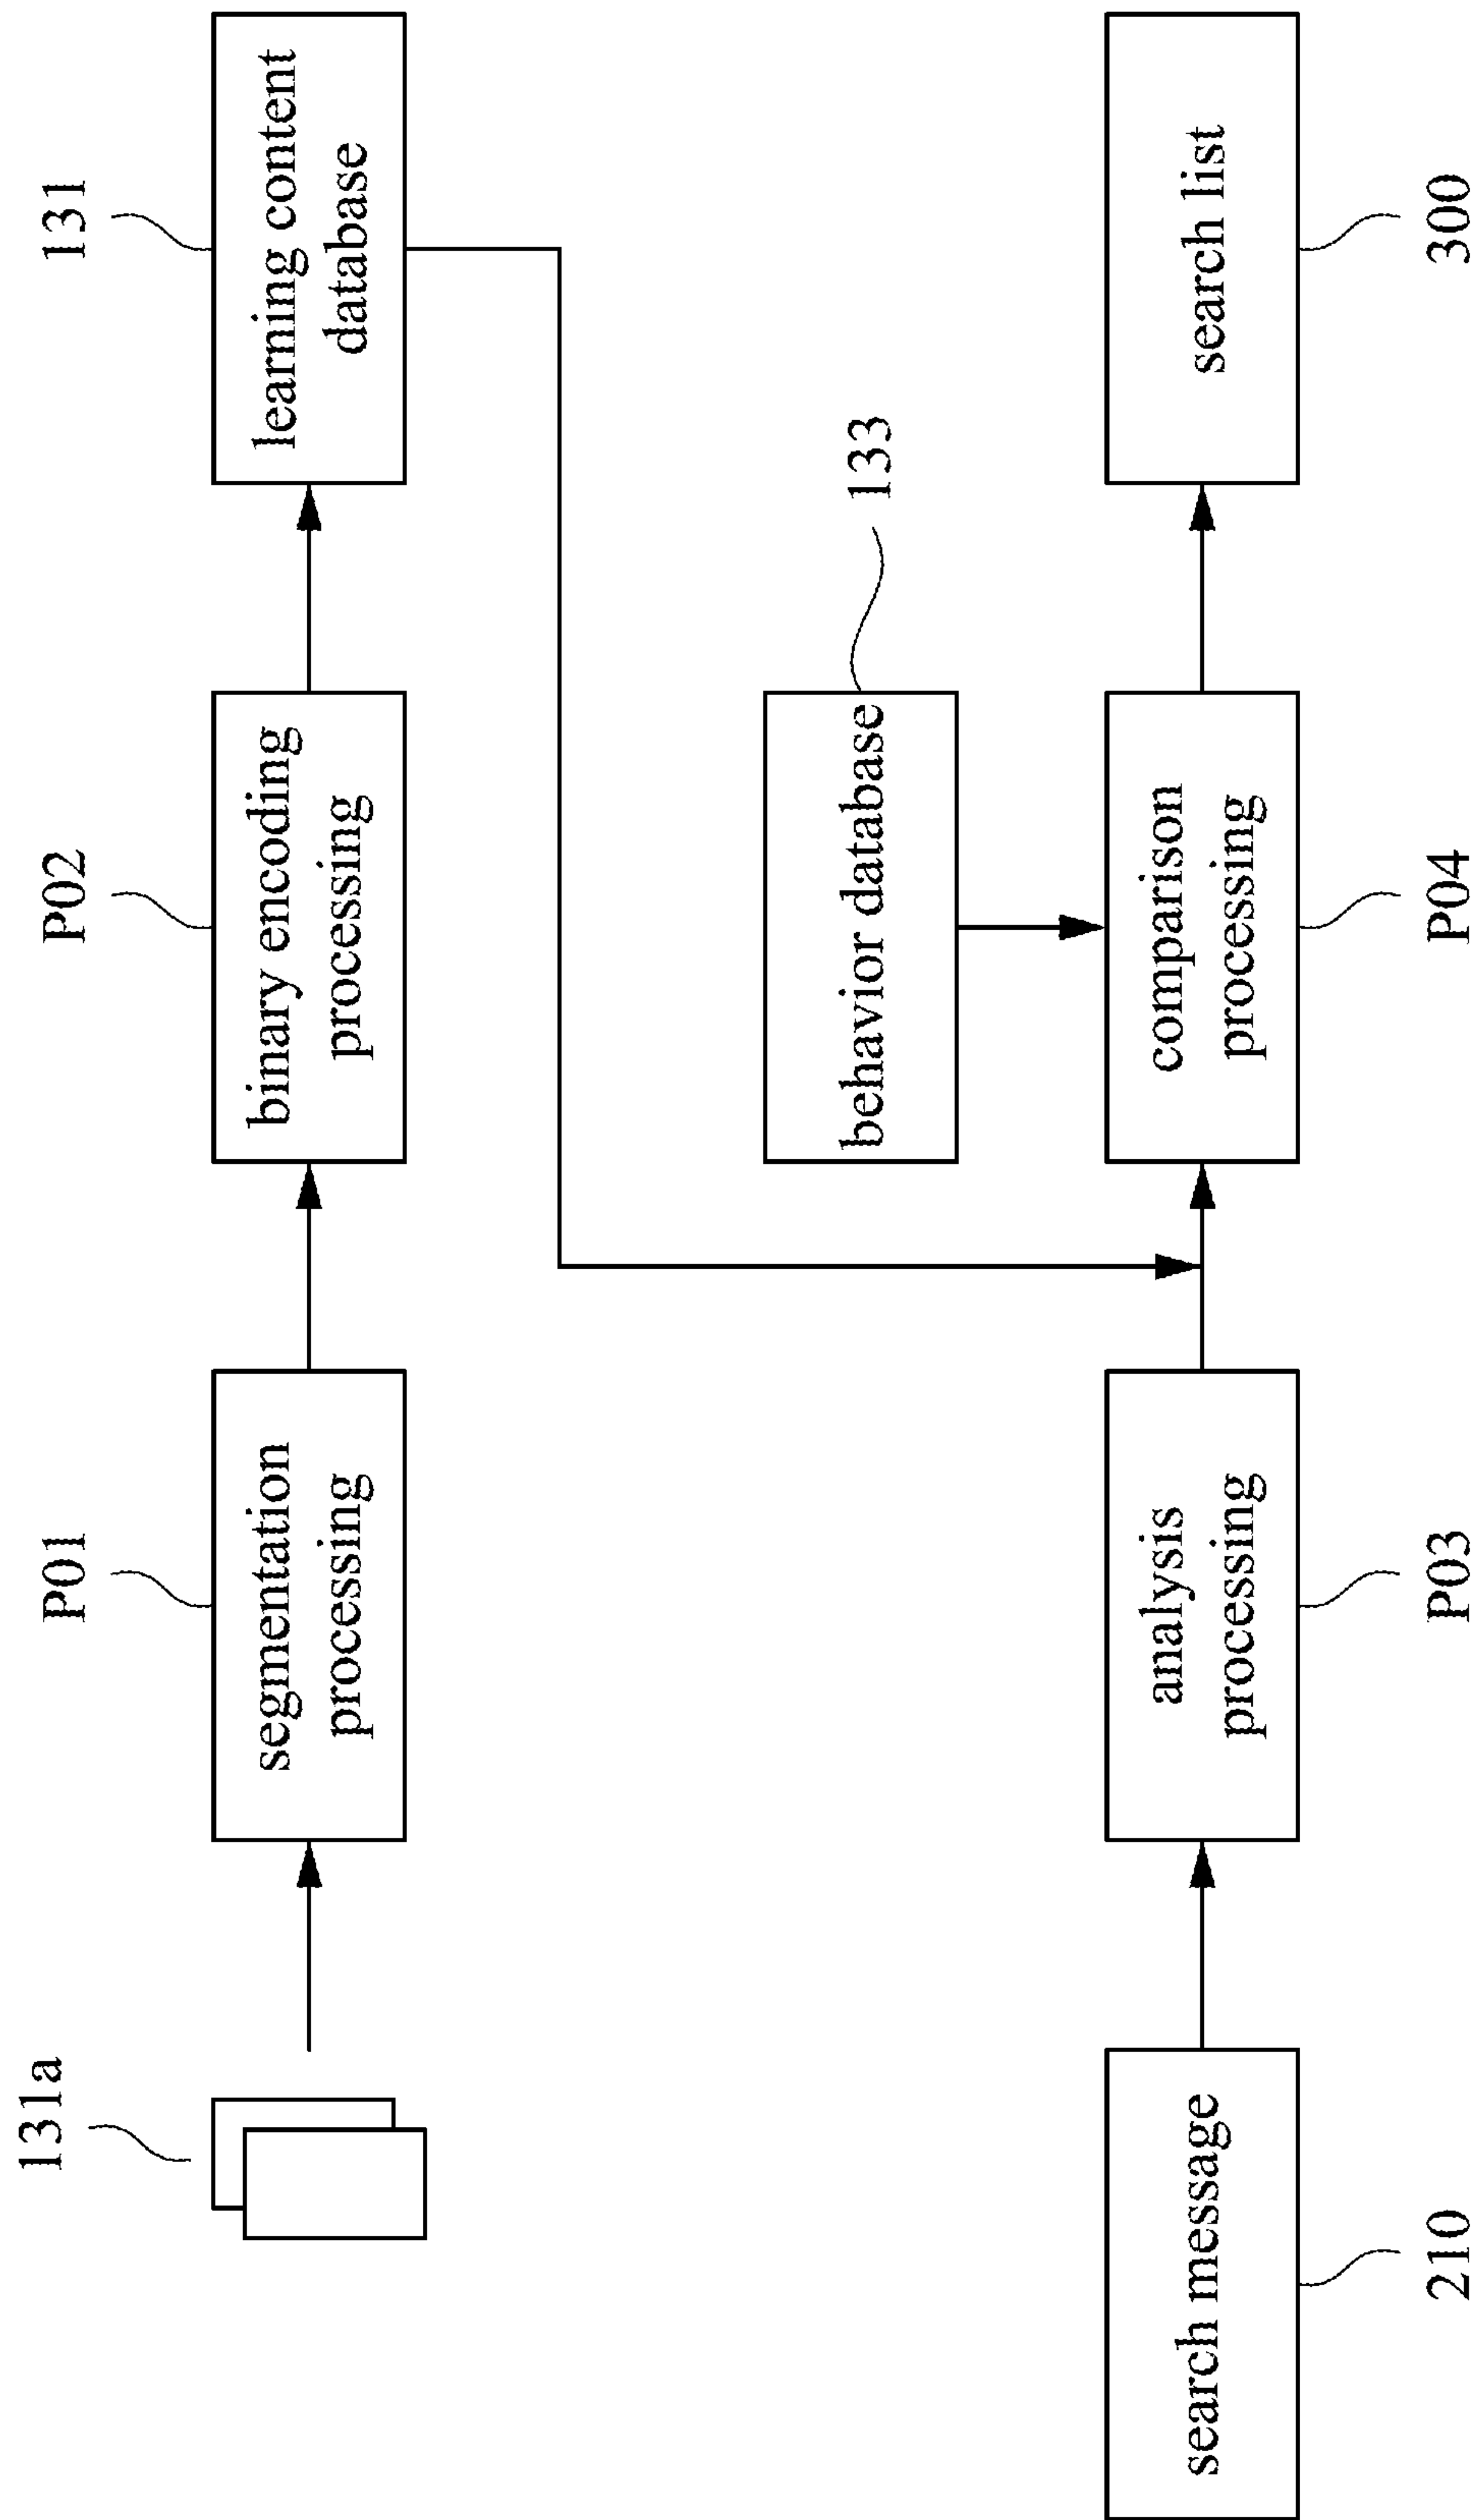 131a
P01
P02
131
segmentation
processing
binary encoding
processing
learning content
database
133
behavior database
search message
analysis
processing
comparison
processing
search list
210
P03
P04
300